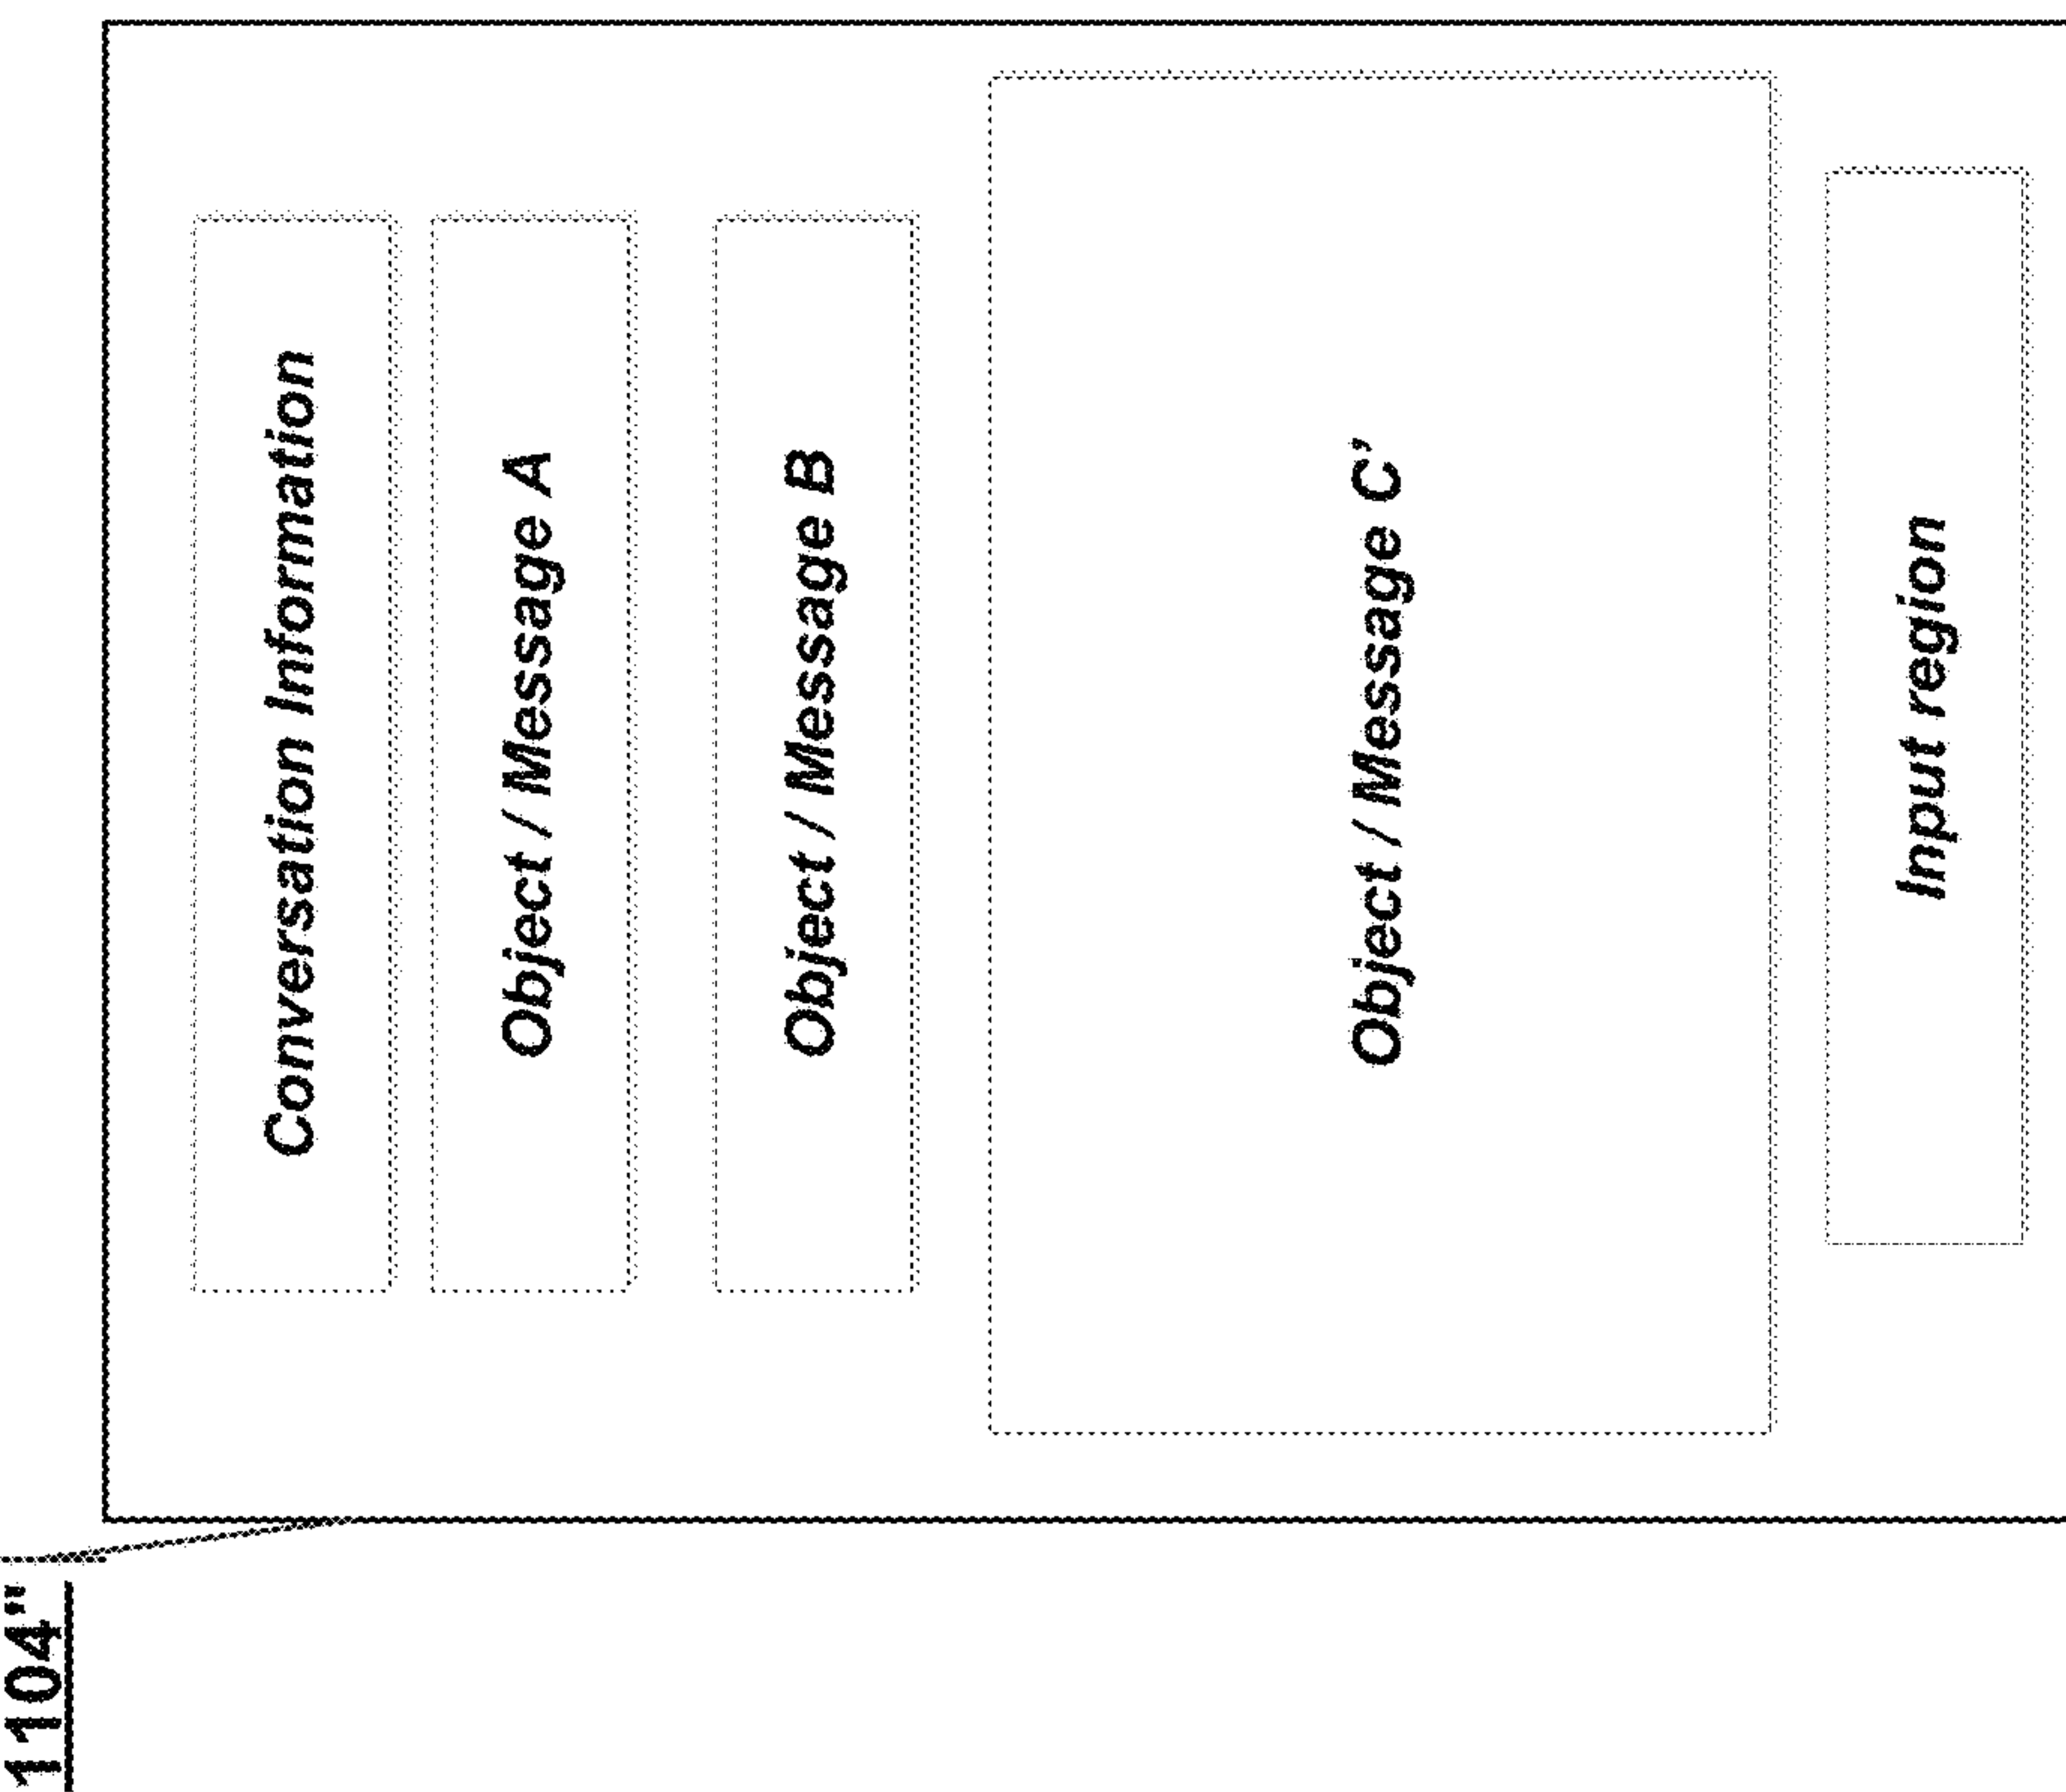 1104"
Conversation Information
Object / Message A
Object / Message B
Object / Message C'
Input region